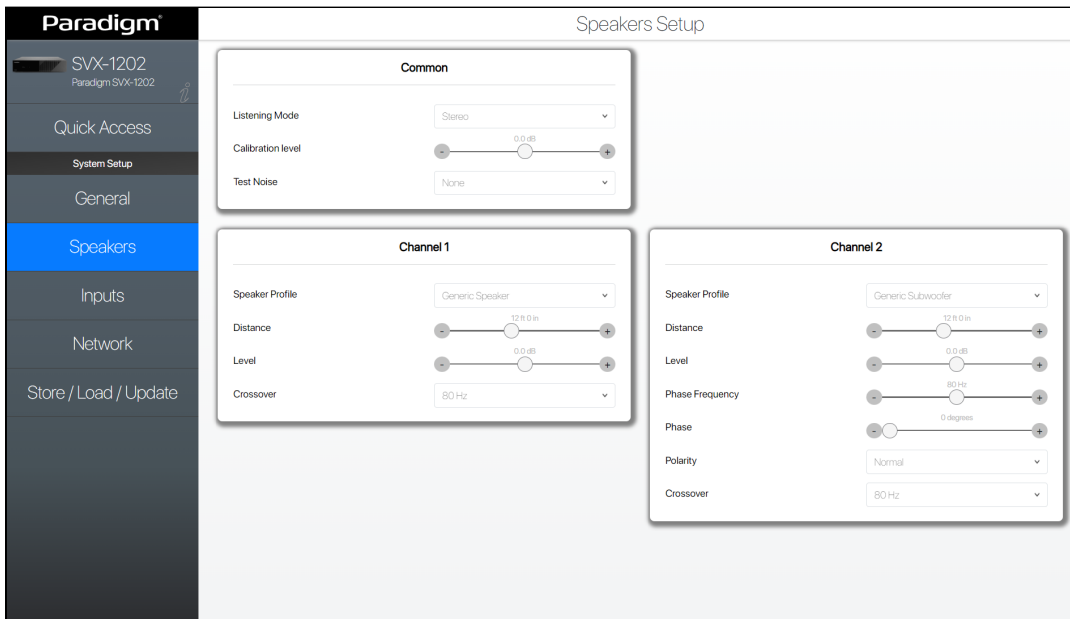 Paradigm
Speakers Setup
SVX-1202
Paradigm SVX-1202
i
Quick Access
System Setup
General
Speakers
Inputs
Network
Store / Load / Update
Common
Listening Mode
Stereo
Calibration level
0.0 dB
- +
Test Noise
None
Channel 1
Speaker Profile
Generic Speaker
Distance
12 ft 0 in
- +
Level
0.0 dB
- +
Crossover
80 Hz
Channel 2
Speaker Profile
Generic Subwoofer
Distance
12 ft 0 in
- +
Level
0.0 dB
- +
Phase Frequency
80 Hz
- +
Phase
0 degrees
- +
Polarity
Normal
Crossover
80 Hz